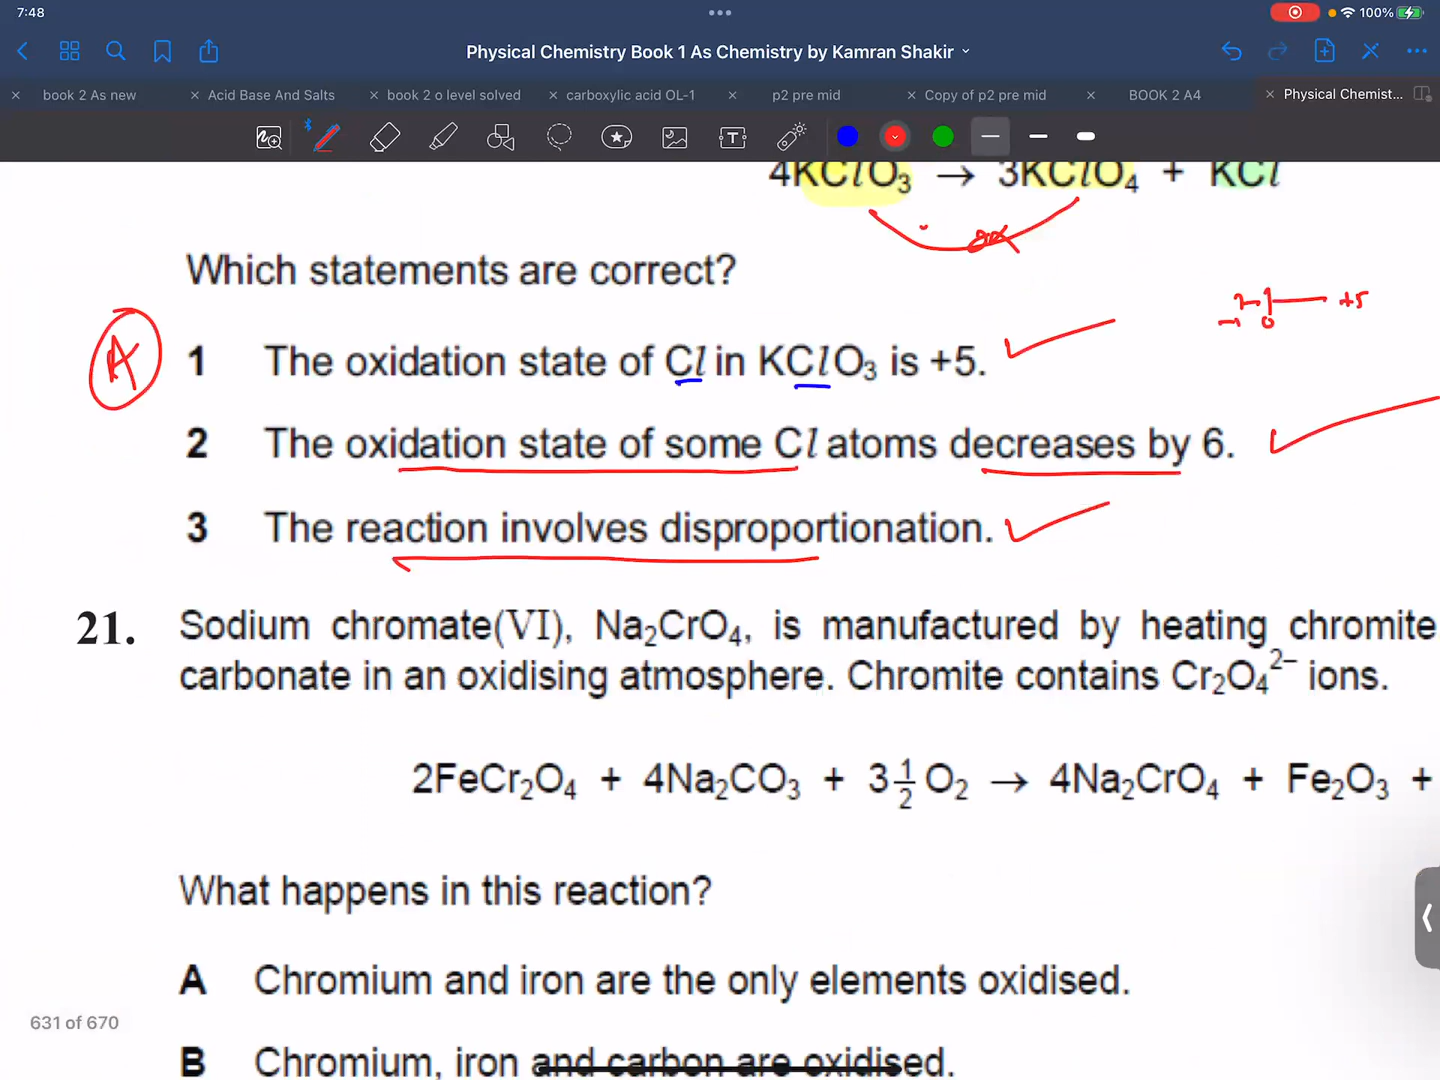 7:48
100%
Physical Chemistry Book 1 As Chemistry by Kamran Shakir
book 2 As new
Acid Base And Salts
book 2 o level solved
carboxylic acid OL-1
p2 pre mid
Copy of p2 pre mid
BOOK 2 A4
Physical Chemist...
4KClO₃ → 3KClO₄ + KCl
Which statements are correct?
+5
0
A
1 The oxidation state of Cl in KClO₃ is +5.
2 The oxidation state of some Cl atoms decreases by 6.
3 The reaction involves disproportionation.
21. Sodium chromate(VI), Na₂CrO₄, is manufactured by heating chromite
carbonate in an oxidising atmosphere. Chromite contains Cr₂O₄²⁻ ions.
2FeCr₂O₄ + 4Na₂CO₃ + 3½ O₂ → 4Na₂CrO₄ + Fe₂O₃ +
What happens in this reaction?
A Chromium and iron are the only elements oxidised.
631 of 670
B Chromium, iron and carbon are oxidised.